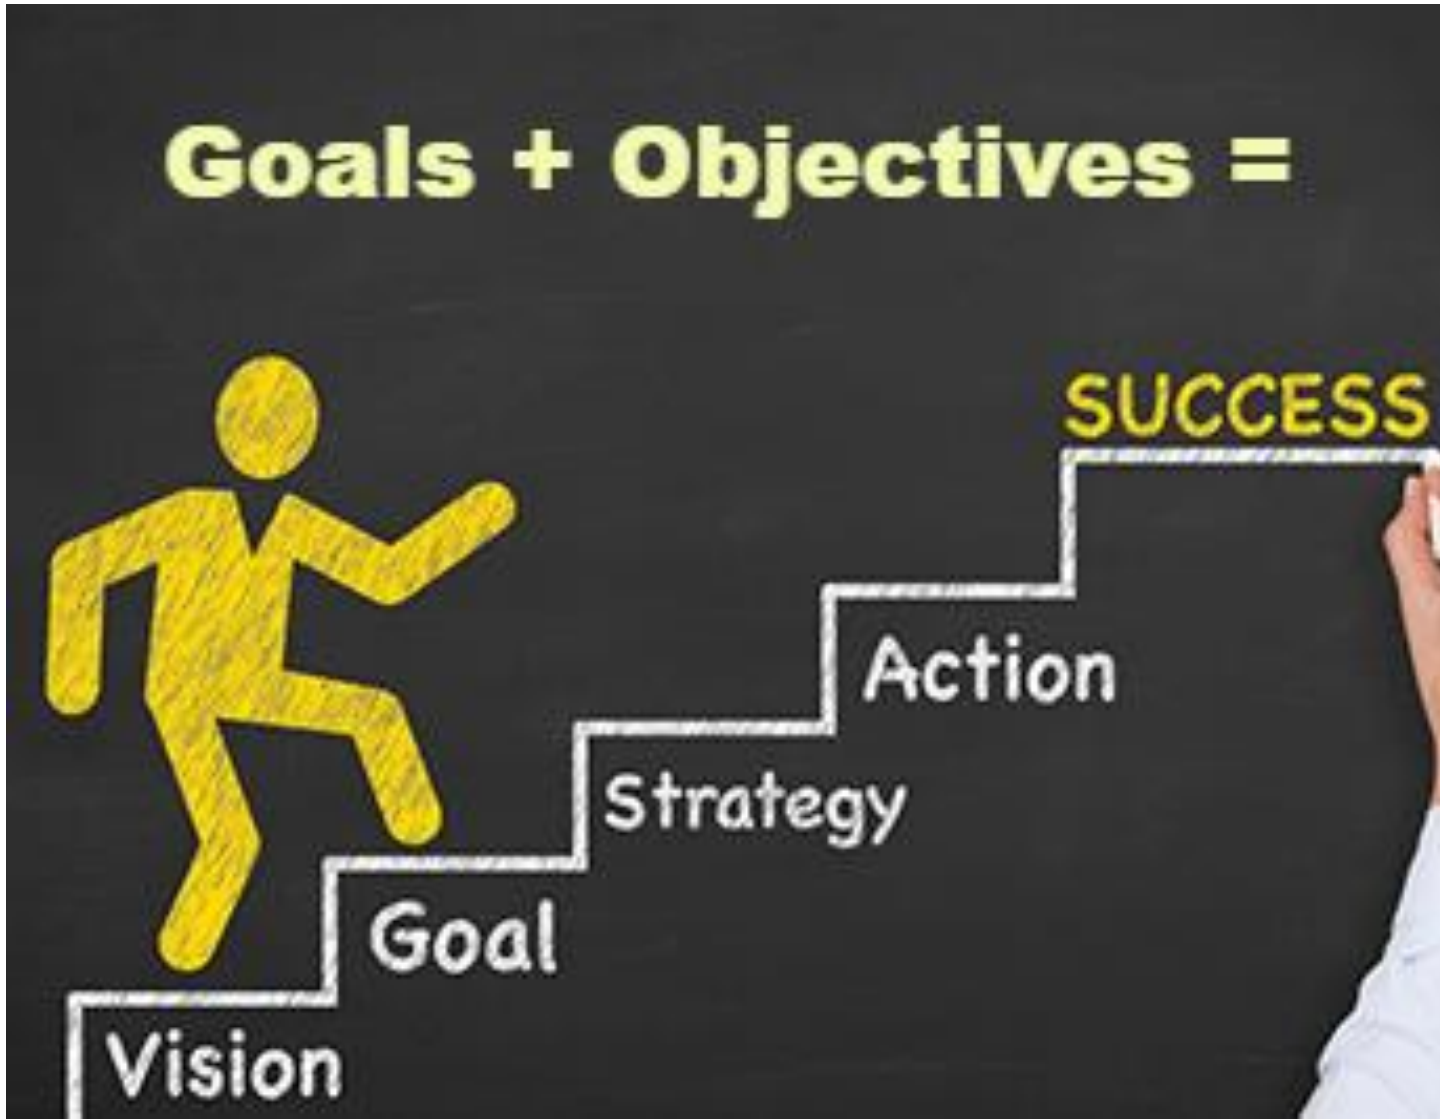 Goals + Objectives =
SUCCESS
Action
Strategy
Goal
Vision